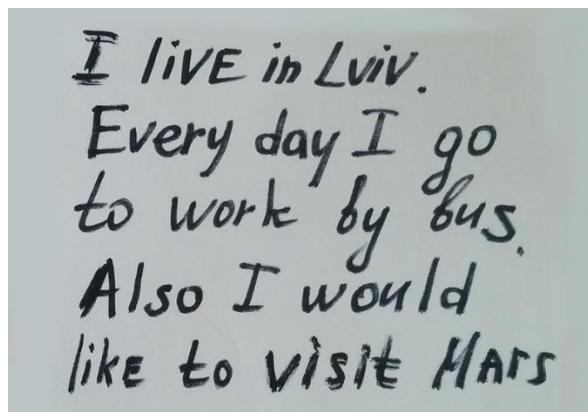 I live in Lviv.
Every day I go
to work by bus.
Also I would
like to visit Mars